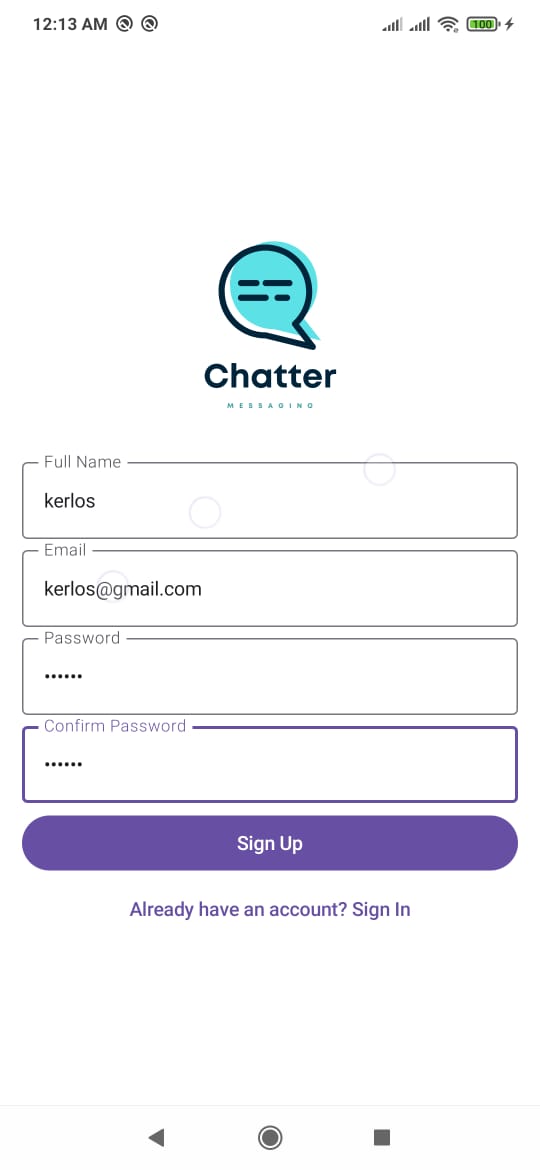 12:13 AM
100
Chatter
MESSAGING
Full Name
kerlos
Email
kerlos@gmail.com
Password
••••••
Confirm Password
••••••
Sign Up
Already have an account? Sign In